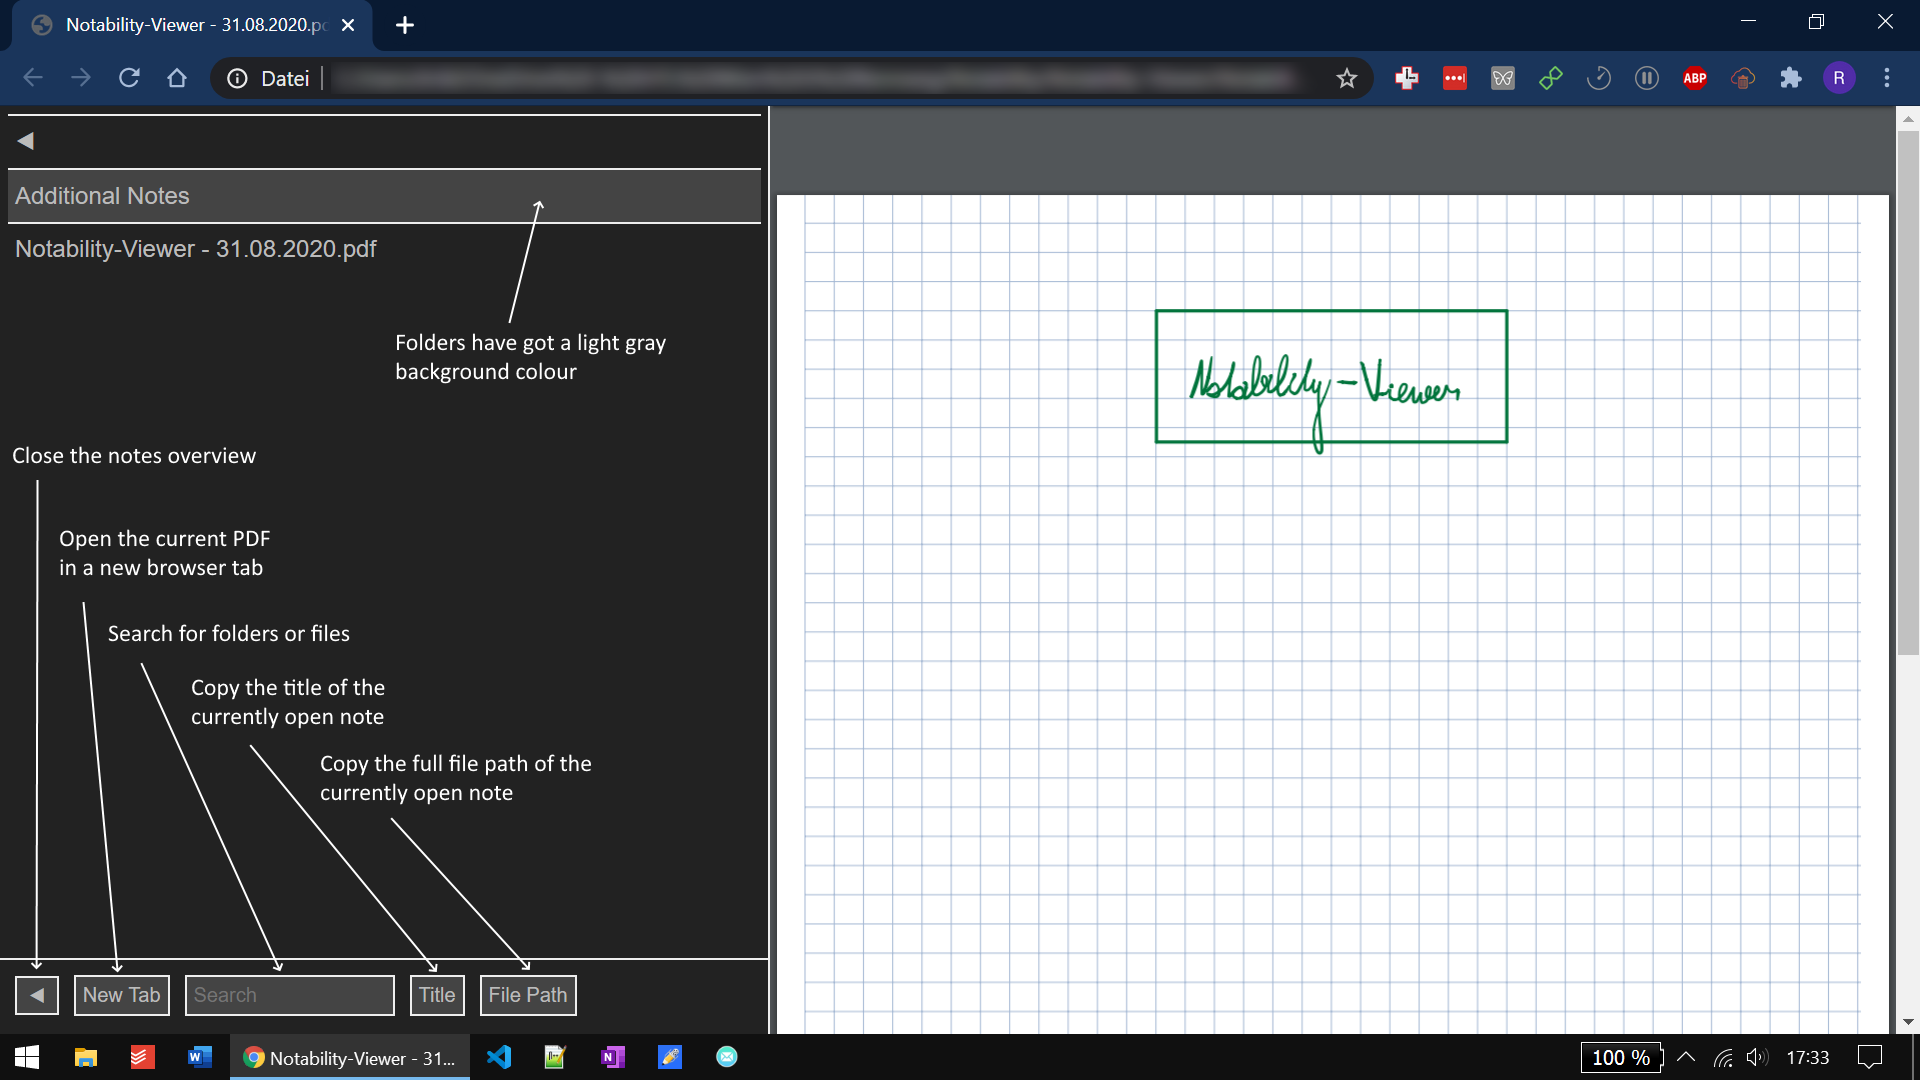 Notability-Viewer - 31.08.2020.pd
Datei
ABP
R
Additional Notes
Notability-Viewer - 31.08.2020.pdf
Folders have got a light gray
background colour
Notability-Viewer
Close the notes overview
Open the current PDF
in a new browser tab
Search for folders or files
Copy the title of the
currently open note
Copy the full file path of the
currently open note
New Tab
Search
Title
File Path
Notability-Viewer - 31...
100 %
17:33